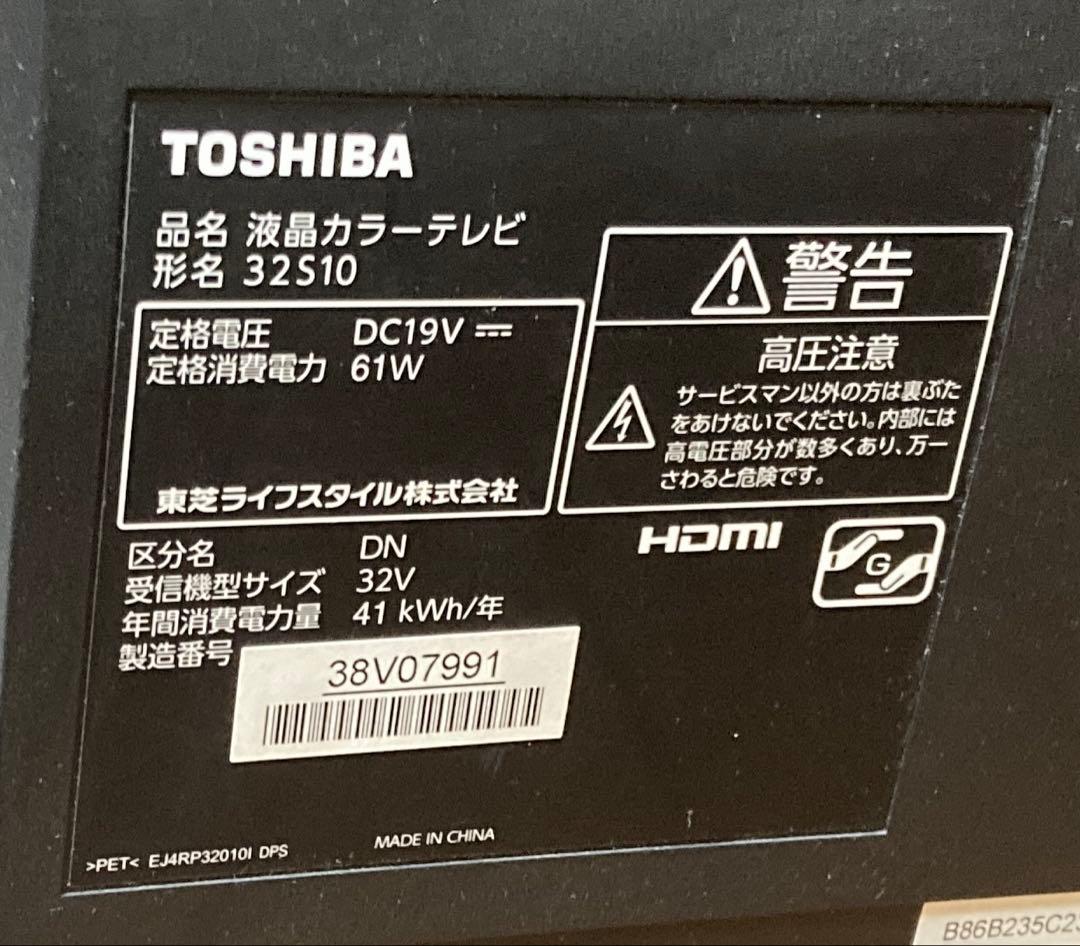 TOSHIBA
品名 液晶カラーテレビ
形名 32S10
定格電圧 DC19V ⎓
定格消費電力 61W
東芝ライフスタイル株式会社
警告
高圧注意
サービスマン以外の方は裏ぶた
をあけないでください。内部には
高電圧部分が数多くあり、万一
さわると危険です。
HDMI
G
区分名 DN
受信機型サイズ 32V
年間消費電力量 41 kWh/年
製造番号
38V07991
>PET< EJ4RP32010I DPS
MADE IN CHINA